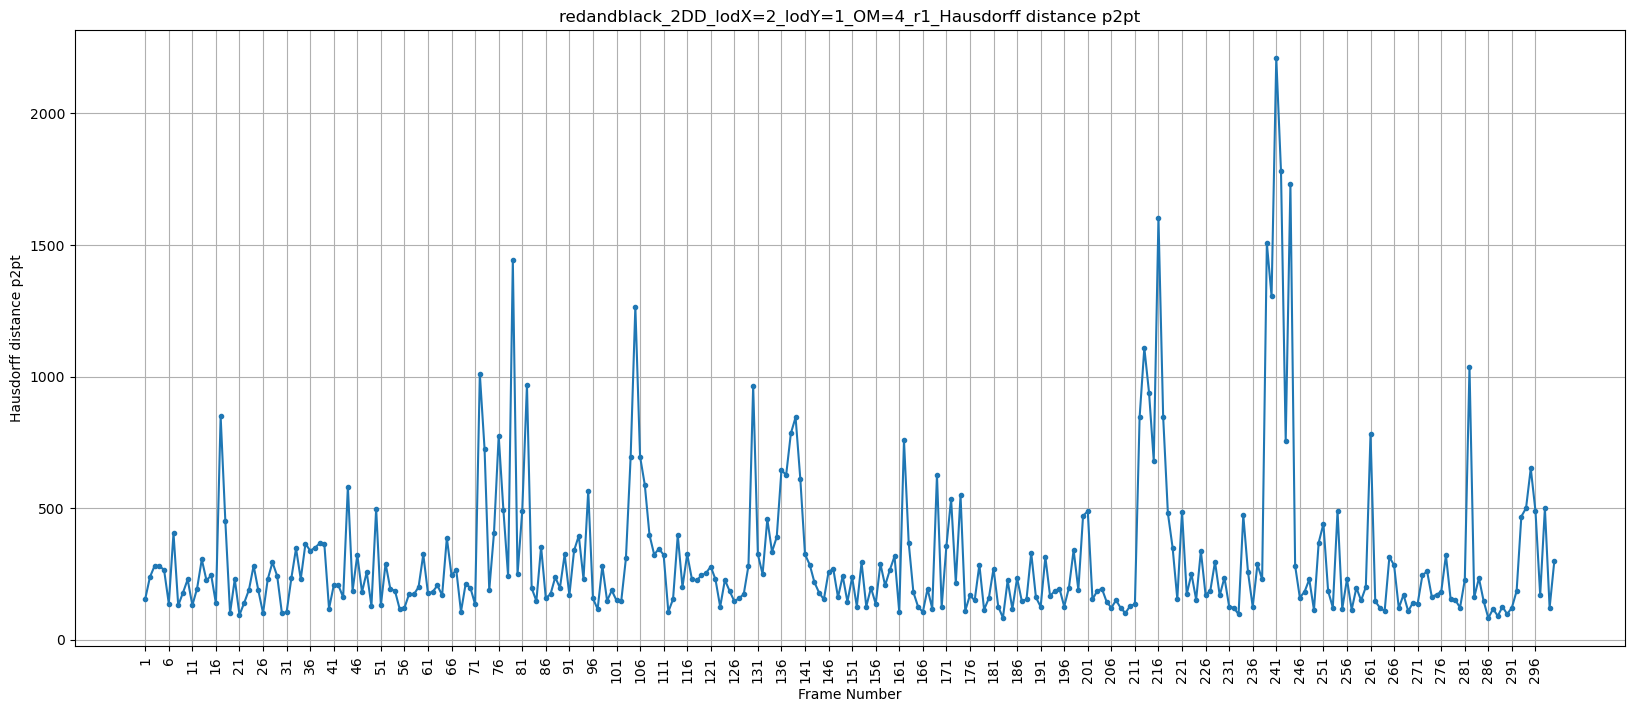 redandblack_2DD_lodX=2_lodY=1_OM=4_r1_Hausdorff distance p2pt
Hausdorff distance p2pt
2000
1500
1000
500
0
1 6 11 16 21 26 31 36 41 46 51 56 61 66 71 76 81 86 91 96 101 106 111 116 121 126 131 136 141 146 151 156 161 166 171 176 181 186 191 196 201 206 211 216 221 226 231 236 241 246 251 256 261 266 271 276 281 286 291 296
Frame Number